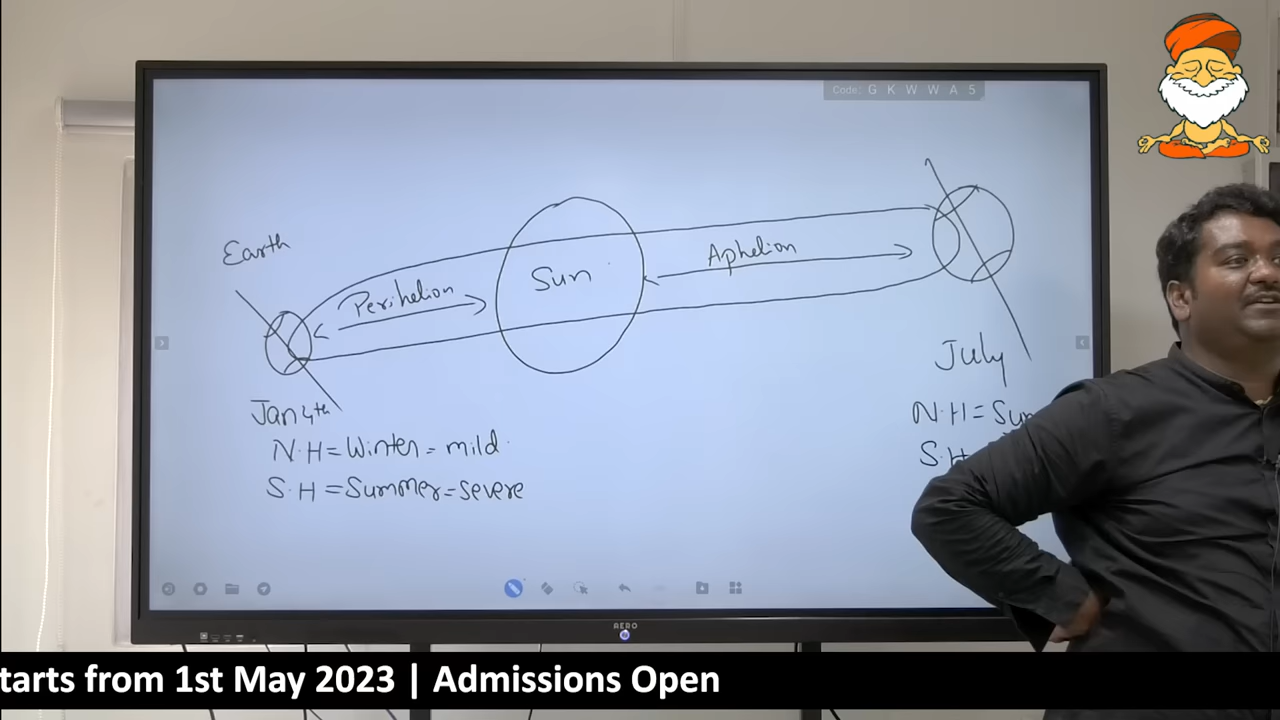 Code: G K W W A 5
Earth
Perihelion
Sun
Aphelion
Jan 4th
N.H = Winter = mild
S.H = Summer = severe
July
N.H = Sum
S.H
AERO
tarts from 1st May 2023 | Admissions Open